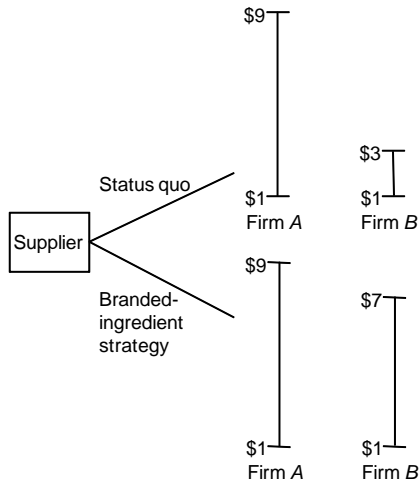 $9
$3
Status quo
$1
$1
Firm A
Firm B
Supplier
$9
Branded-
ingredient
strategy
$7
$1
$1
Firm A
Firm B